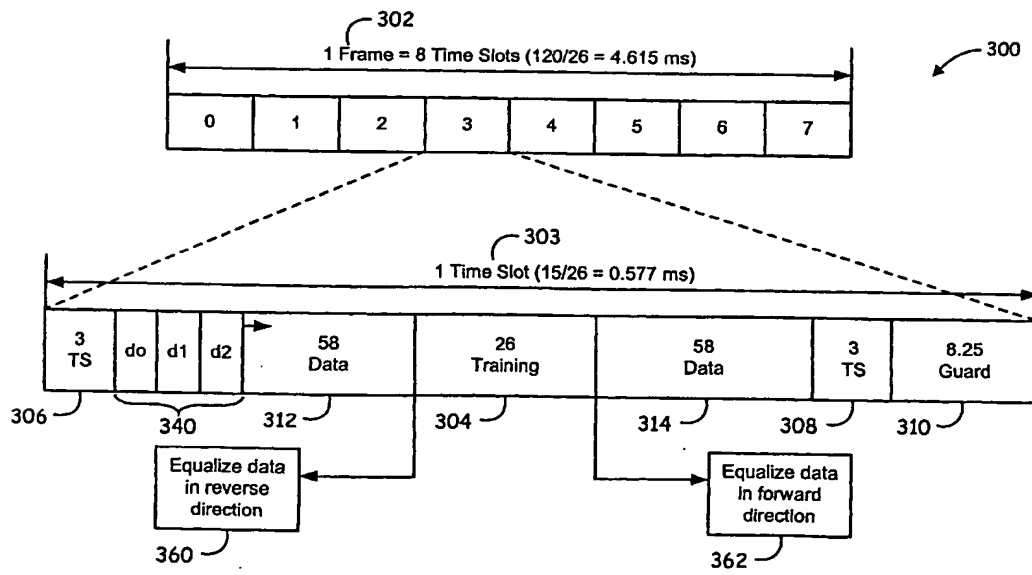 302
1 Frame = 8 Time Slots (120/26 = 4.615 ms)
300
0 1 2 3 4 5 6 7
303
1 Time Slot (15/26 = 0.577 ms)
3 TS
do
d1
d2
58 Data
26 Training
58 Data
3 TS
8.25 Guard
306
340
312
304
314
308
310
Equalize data
in reverse
direction
Equalize data
in forward
direction
360
362